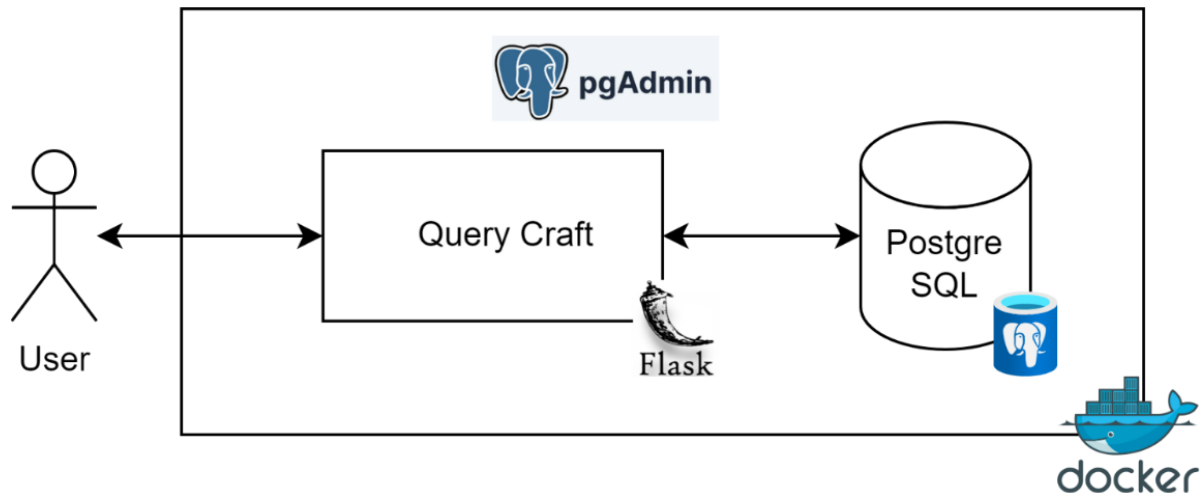 pgAdmin
Query Craft
Postgre
SQL
Flask
User
docker